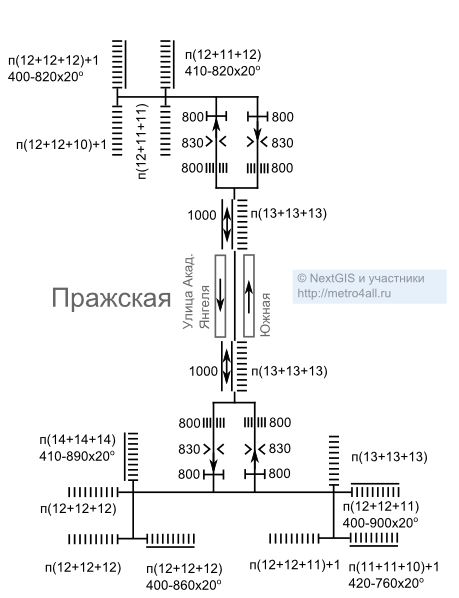 п(12+12+12)+1
400-820x20°
п(12+11+12)
410-820x20°
п(12+12+10)+1
п(12+11+11)
800
800
830
830
800
800
1000
п(13+13+13)
Пражская
Улица Акад.
Янгеля
Южная
© NextGIS и участники
http://metro4all.ru
1000
п(13+13+13)
800
800
830
830
800
800
п(14+14+14)
410-890x20°
п(13+13+13)
п(12+12+12)
п(12+12+11)
400-900x20°
п(12+12+12)
п(12+12+12)
400-860x20°
п(12+12+11)+1
п(11+11+10)+1
420-760x20°